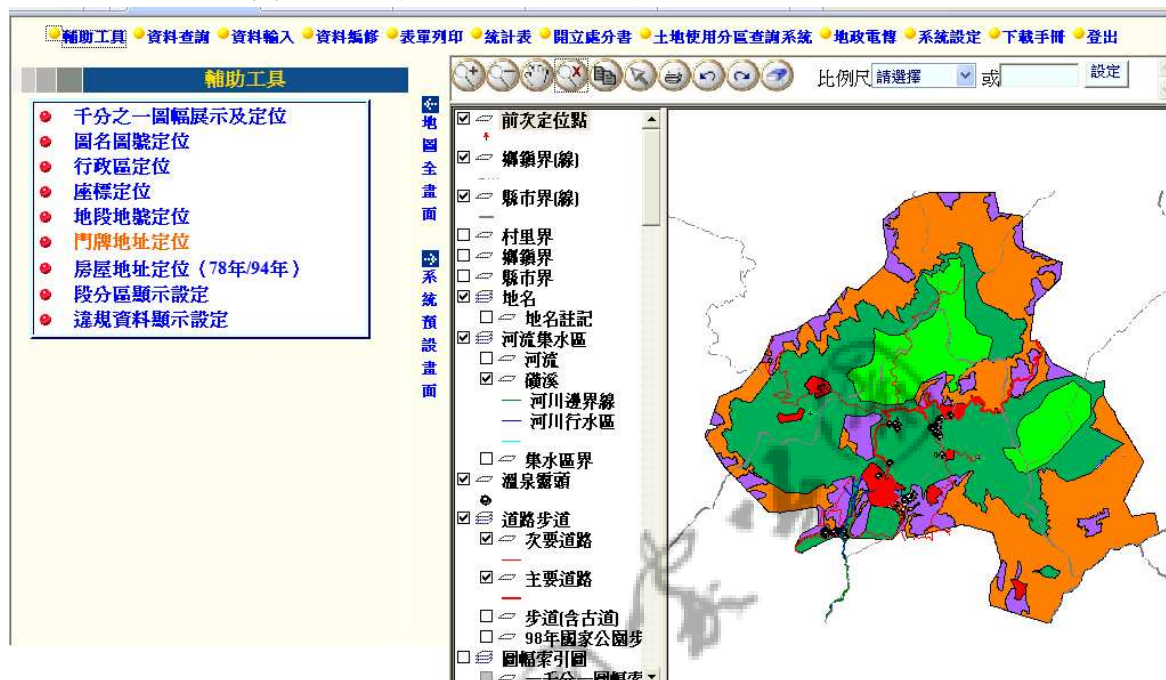 輔助工具 資料查詢 資料輸入 資料編修 表單列印 統計表 開立處分書 土地使用分區查詢系統 地政電傳 系統設定 下載手冊 登出
輔助工具
千分之一圖幅展示及定位
圖名圖號定位
行政區定位
座標定位
地段地號定位
門牌地址定位
房屋地址定位（78年/94年）
段分區顯示設定
違規資料顯示設定
地圖全畫面
系統預設畫面
比例尺 請選擇 或 設定
前次定位點
鄉鎮界(線)
縣市界(線)
村里界
鄉鎮界
縣市界
地名
地名註記
河流集水區
河流
磺溪
河川邊界線
河川行水區
集水區界
溫泉露頭
道路步道
次要道路
主要道路
步道(含古道)
98年國家公園步
圖幅索引圖
一千分一圖幅索